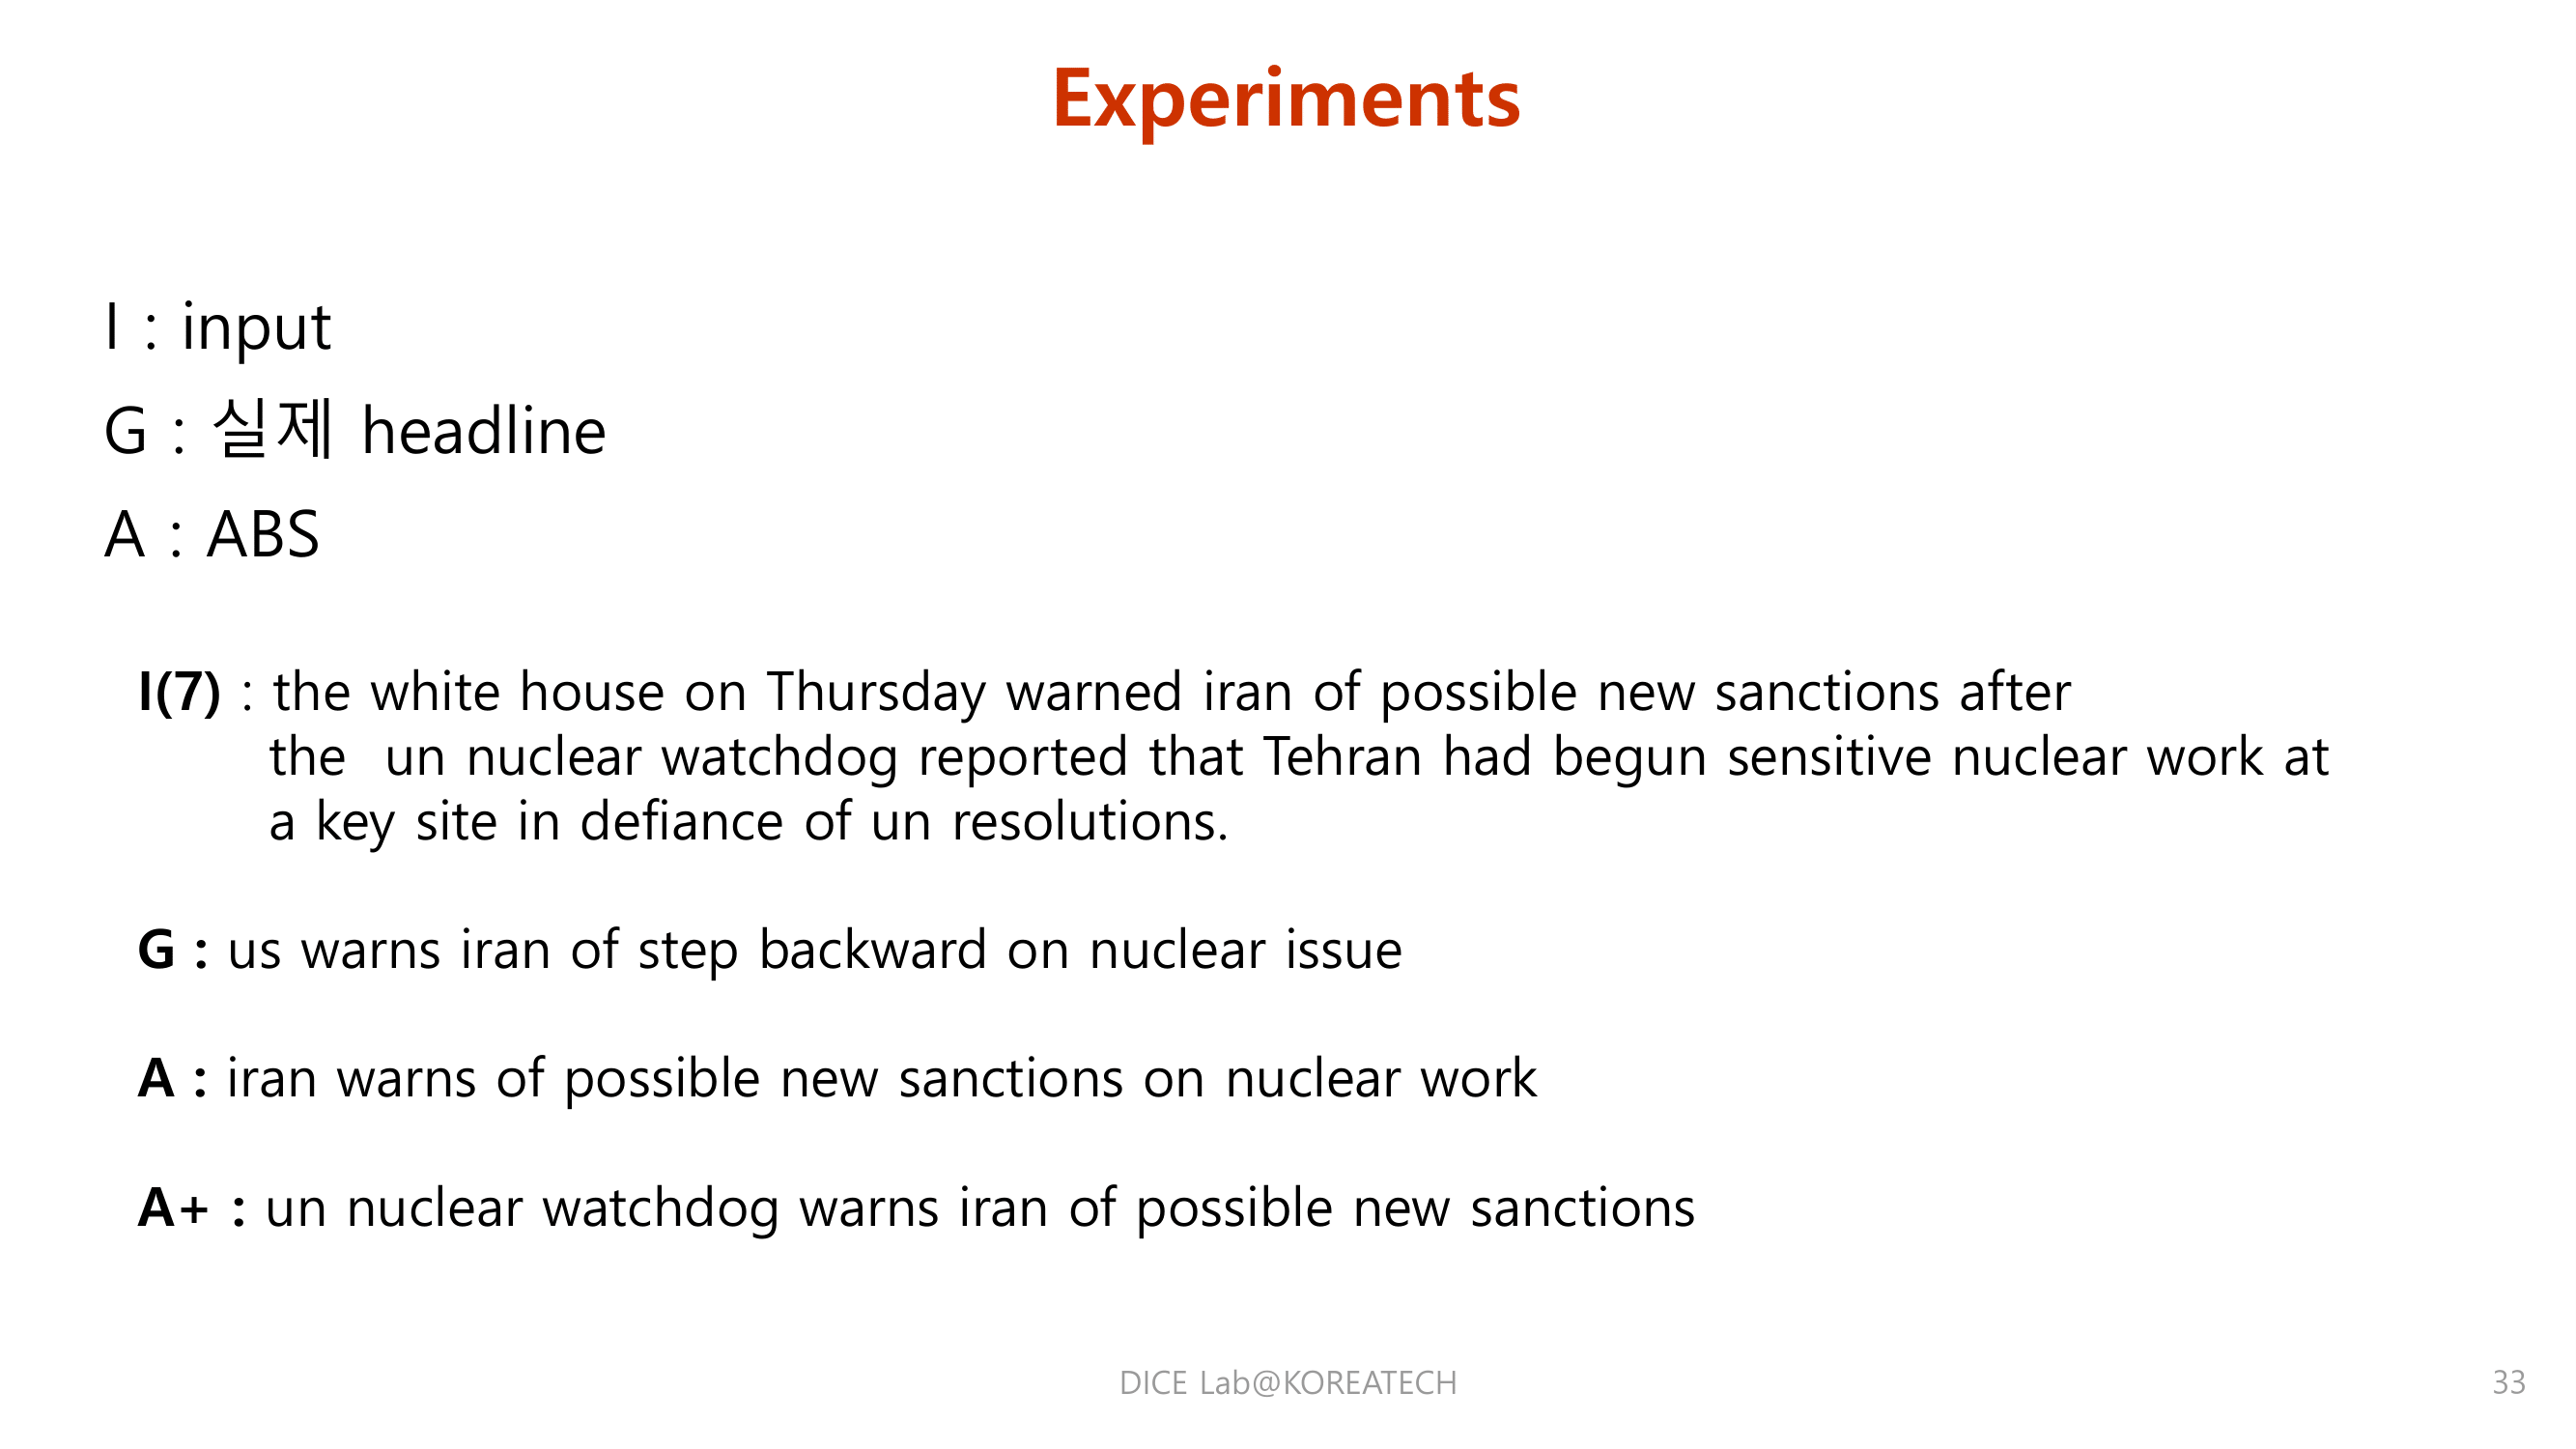 Experiments
I : input
G : 실제 headline
A : ABS
I(7) : the white house on Thursday warned iran of possible new sanctions after
the un nuclear watchdog reported that Tehran had begun sensitive nuclear work at
a key site in defiance of un resolutions.
G : us warns iran of step backward on nuclear issue
A : iran warns of possible new sanctions on nuclear work
A+ : un nuclear watchdog warns iran of possible new sanctions
DICE Lab@KOREATECH
33